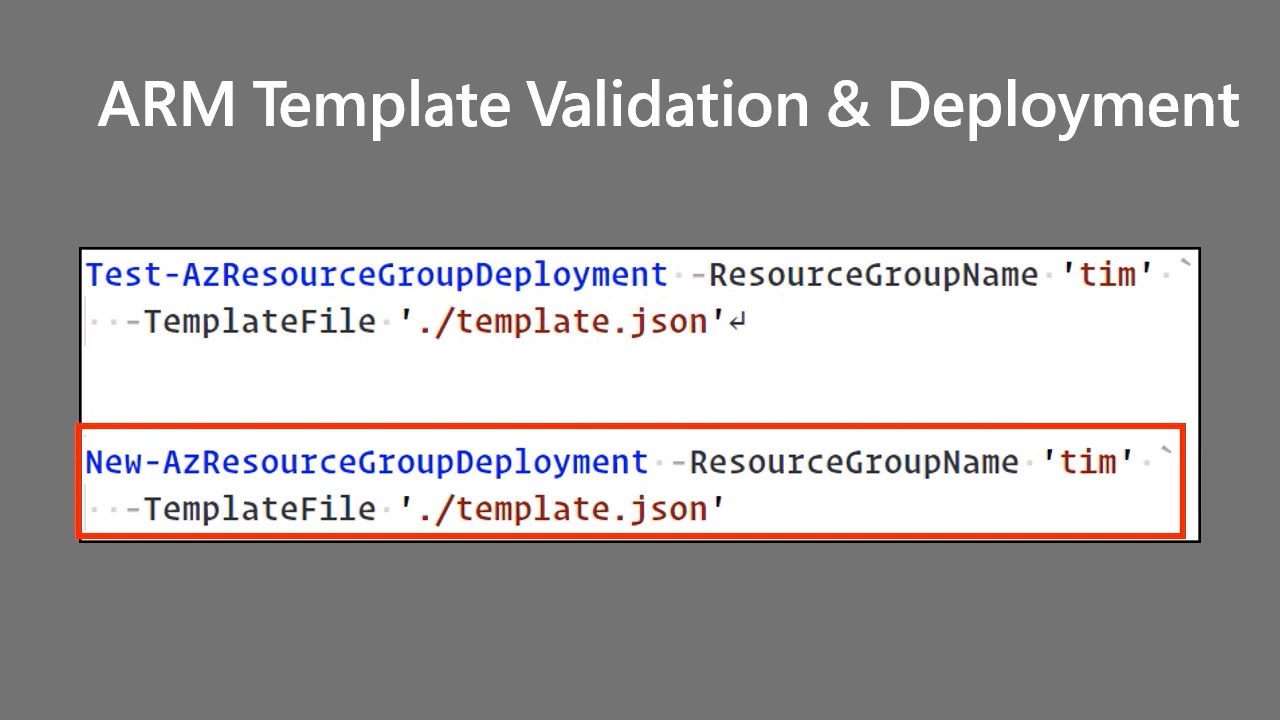 ARM Template Validation & Deployment
Test-AzResourceGroupDeployment -ResourceGroupName 'tim' `
-TemplateFile './template.json'↵
New-AzResourceGroupDeployment -ResourceGroupName 'tim' `
-TemplateFile './template.json'